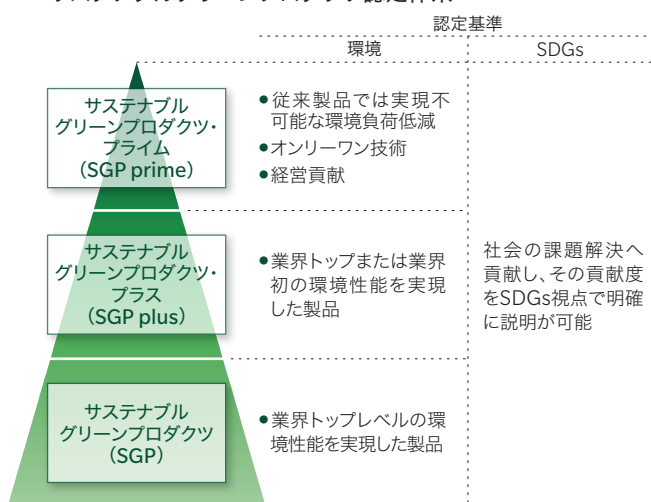 認定基準
環境
SDGs
サステナブル
グリーンプロダクツ・
プライム
（SGP prime）
●従来製品では実現不
可能な環境負荷低減
●オンリーワン技術
●経営貢献
サステナブル
グリーンプロダクツ・
プラス
（SGP plus）
●業界トップまたは業界
初の環境性能を実現
した製品
社会の課題解決へ
貢献し、その貢献度
をSDGs視点で明確
に説明が可能
サステナブル
グリーンプロダクツ
（SGP）
●業界トップレベルの環
境性能を実現した製品